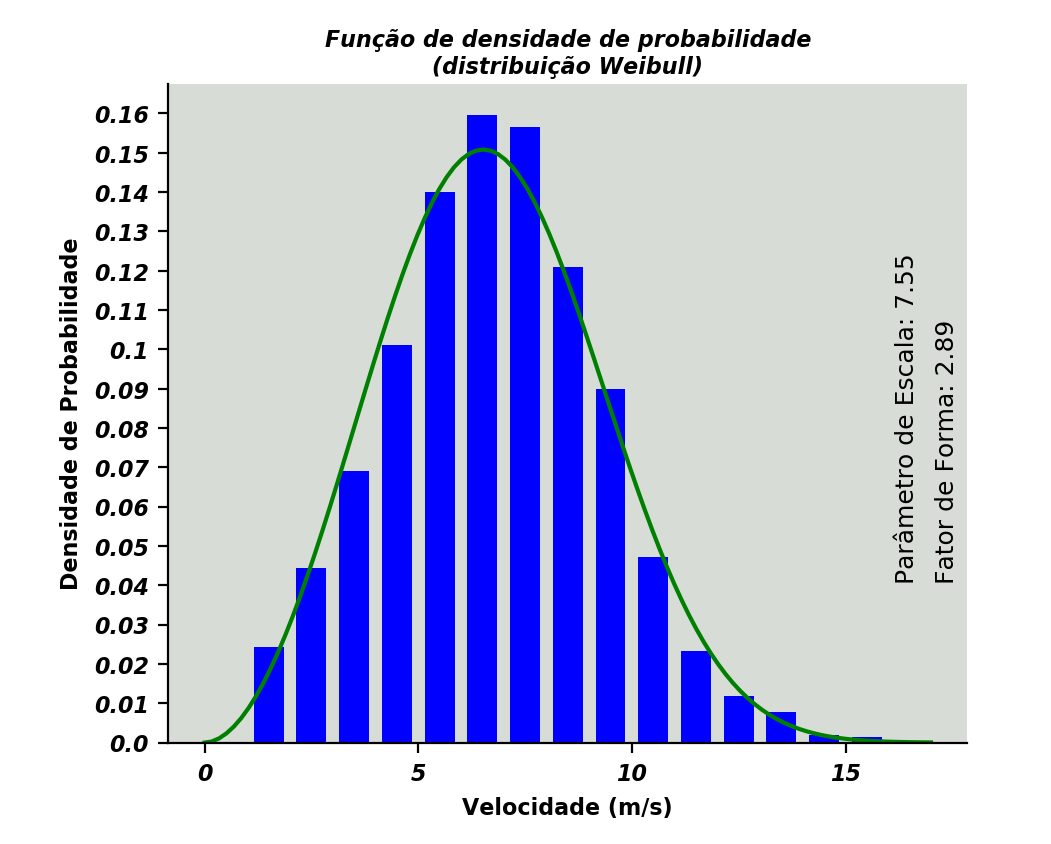 Função de densidade de probabilidade
(distribuição Weibull)
Densidade de Probabilidade
0.16
0.15
0.14
0.13
0.12
0.11
0.1
0.09
0.08
0.07
0.06
0.05
0.04
0.03
0.02
0.01
0.0
Parâmetro de Escala: 7.55
Fator de Forma: 2.89
0 5 10 15
Velocidade (m/s)